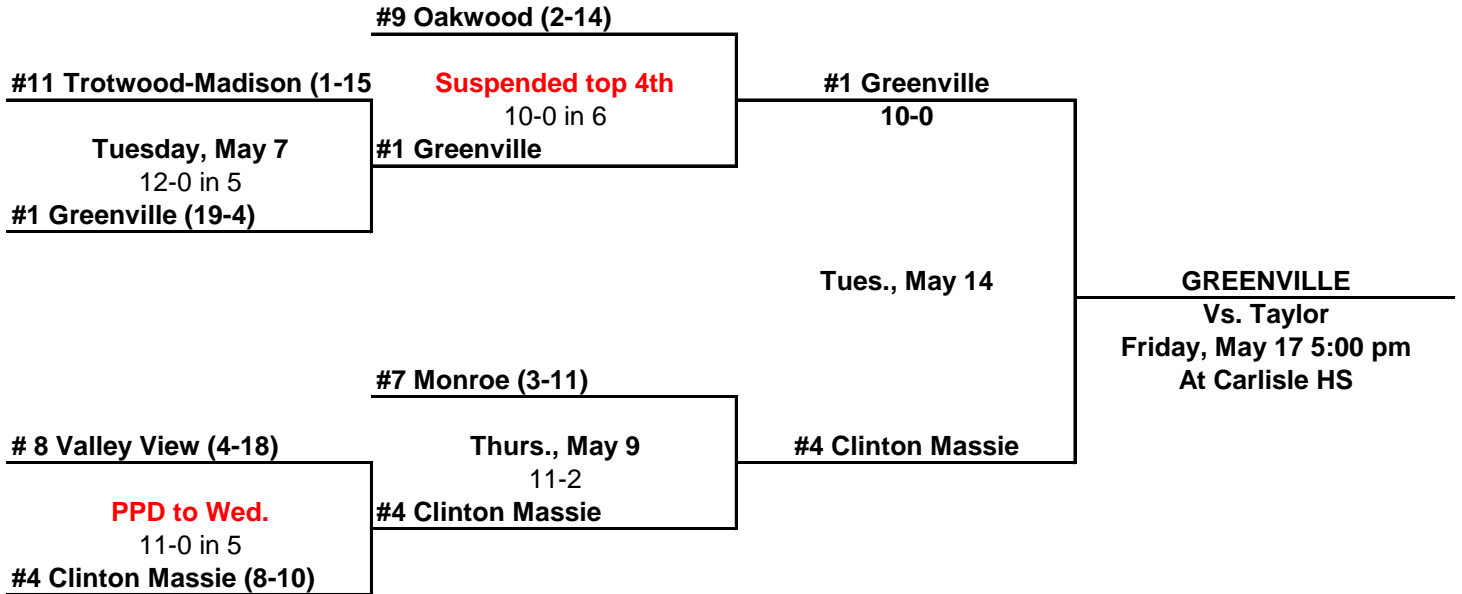 #9 Oakwood (2-14)
#11 Trotwood-Madison (1-15
Suspended top 4th
#1 Greenville
10-0 in 6
10-0
Tuesday, May 7
#1 Greenville
12-0 in 5
#1 Greenville (19-4)
Tues., May 14
GREENVILLE
Vs. Taylor
Friday, May 17 5:00 pm
At Carlisle HS
#7 Monroe (3-11)
# 8 Valley View (4-18)
Thurs., May 9
#4 Clinton Massie
11-2
PPD to Wed.
#4 Clinton Massie
11-0 in 5
#4 Clinton Massie (8-10)